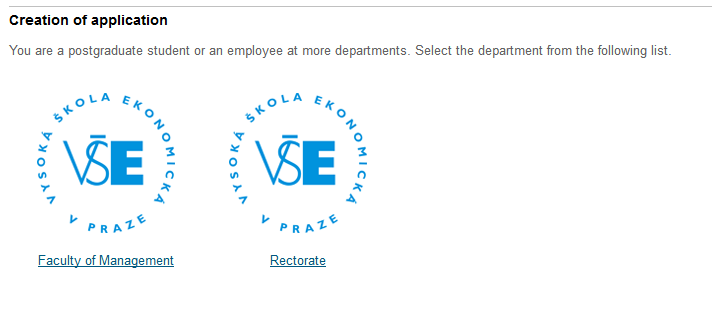 Creation of application
You are a postgraduate student or an employee at more departments. Select the department from the following list.
VYSOKÁ ŠKOLA EKONOMICKÁ V PRAZE
VŠE
VYSOKÁ ŠKOLA EKONOMICKÁ V PRAZE
VŠE
Faculty of Management
Rectorate